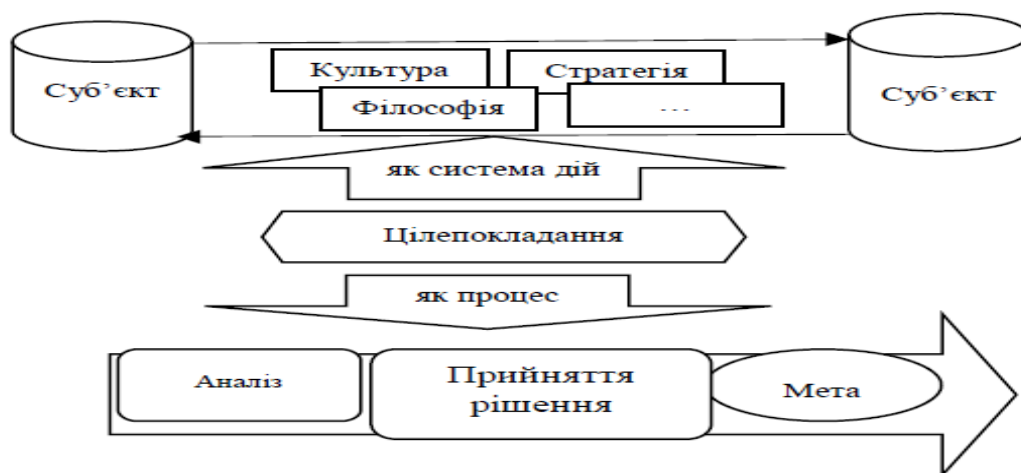 Культура
Стратегія
Суб’єкт
Суб’єкт
Філософія
…
як система дій
Цілепокладання
як процес
Аналіз
Прийняття
рішення
Мета